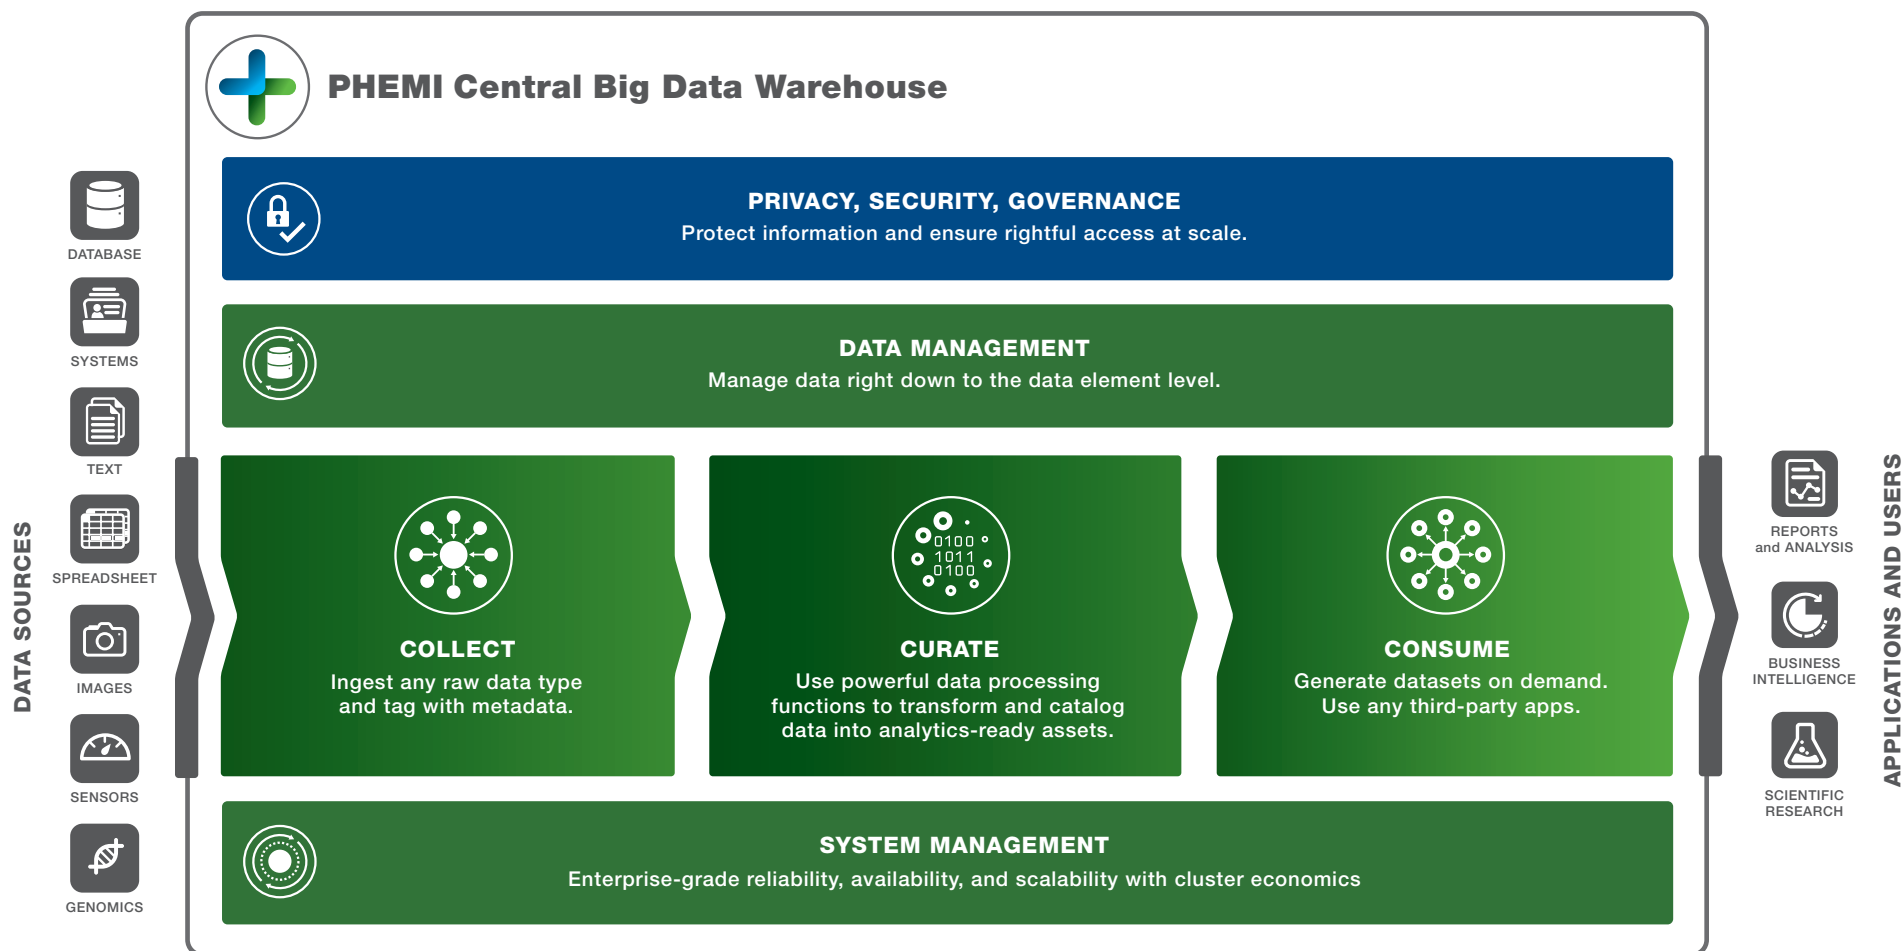 PHEMI Central Big Data Warehouse
PRIVACY, SECURITY, GOVERNANCE
Protect information and ensure rightful access at scale.
DATA MANAGEMENT
Manage data right down to the data element level.
DATA SOURCES
DATABASE
SYSTEMS
TEXT
SPREADSHEET
IMAGES
SENSORS
GENOMICS
COLLECT
Ingest any raw data type
and tag with metadata.
0100
1011
0100
CURATE
Use powerful data processing
functions to transform and catalog
data into analytics-ready assets.
CONSUME
Generate datasets on demand.
Use any third-party apps.
SYSTEM MANAGEMENT
Enterprise-grade reliability, availability, and scalability with cluster economics
REPORTS
and ANALYSIS
BUSINESS
INTELLIGENCE
SCIENTIFIC
RESEARCH
APPLICATIONS AND USERS